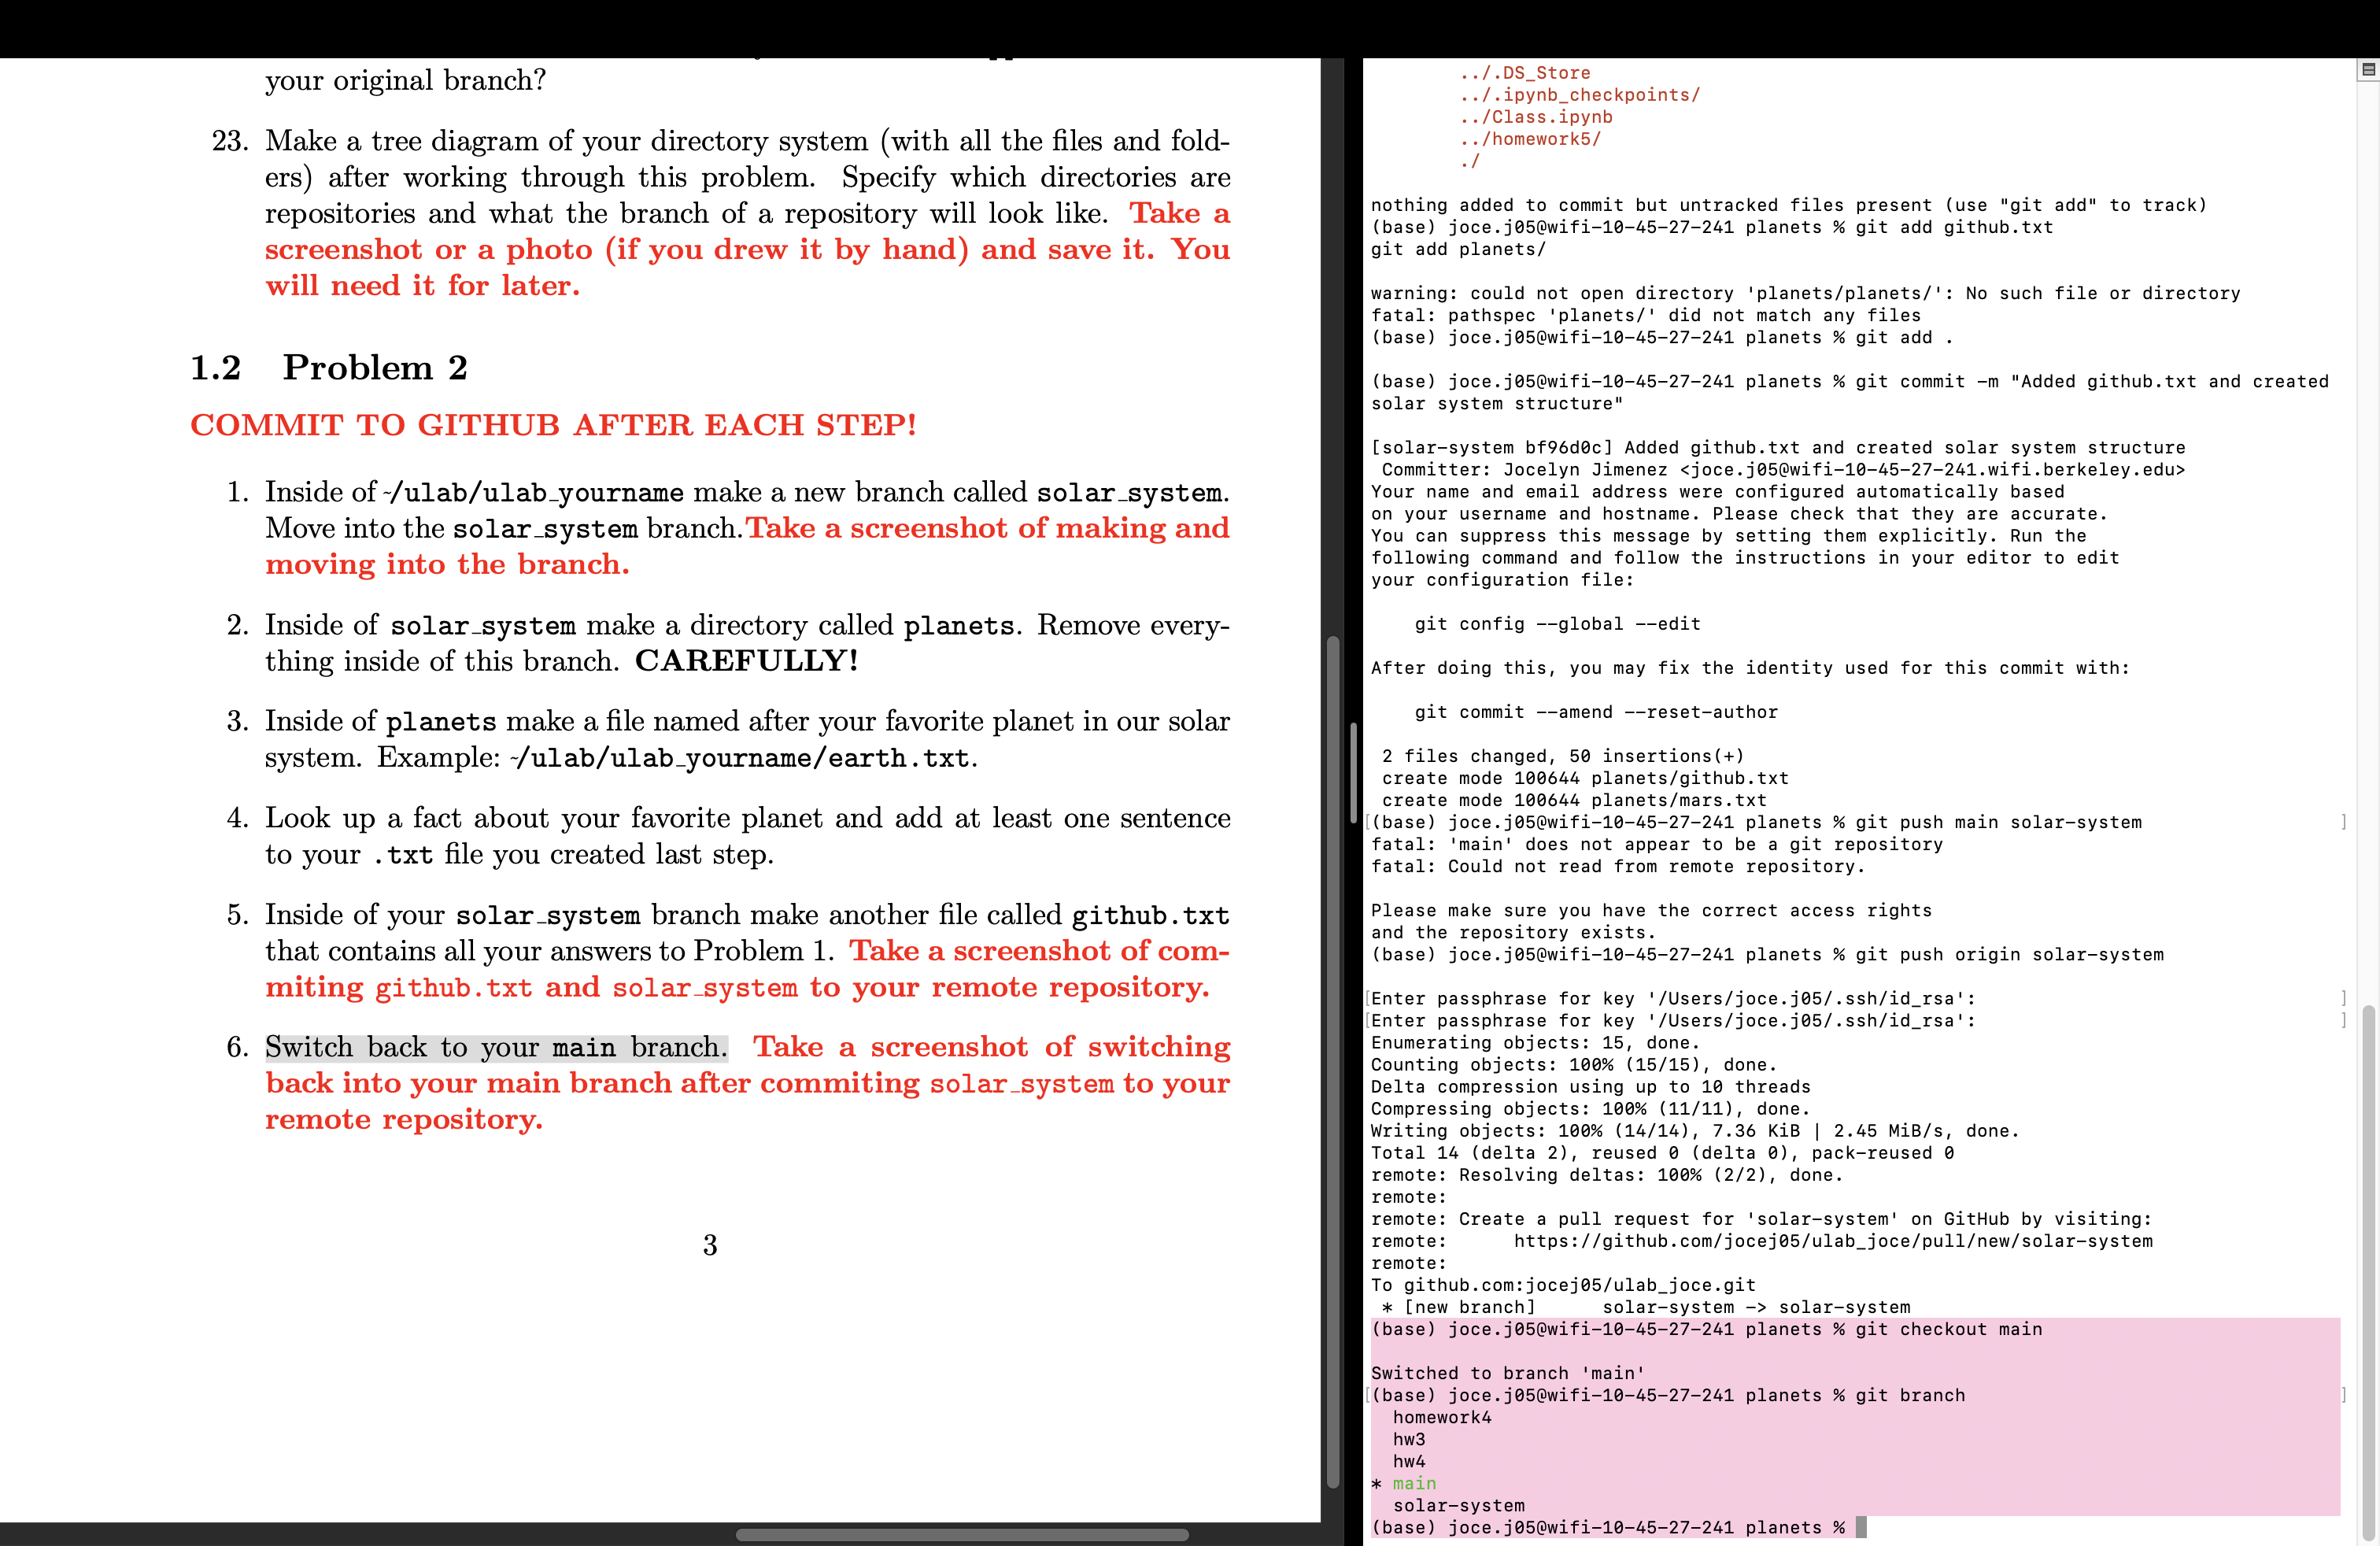 your original branch?
23. Make a tree diagram of your directory system (with all the files and fold-
ers) after working through this problem. Specify which directories are
repositories and what the branch of a repository will look like. Take a
screenshot or a photo (if you drew it by hand) and save it. You
will need it for later.
1.2 Problem 2
COMMIT TO GITHUB AFTER EACH STEP!
1. Inside of ~/ulab/ulab_yourname make a new branch called solar_system.
Move into the solar_system branch.Take a screenshot of making and
moving into the branch.
2. Inside of solar_system make a directory called planets. Remove every-
thing inside of this branch. CAREFULLY!
3. Inside of planets make a file named after your favorite planet in our solar
system. Example: ~/ulab/ulab_yourname/earth.txt.
4. Look up a fact about your favorite planet and add at least one sentence
to your .txt file you created last step.
5. Inside of your solar_system branch make another file called github.txt
that contains all your answers to Problem 1. Take a screenshot of com-
miting github.txt and solar_system to your remote repository.
6. Switch back to your main branch. Take a screenshot of switching
back into your main branch after commiting solar_system to your
remote repository.
3
../.DS_Store
../.ipynb_checkpoints/
../Class.ipynb
../homework5/
./
nothing added to commit but untracked files present (use "git add" to track)
(base) joce.j05@wifi-10-45-27-241 planets % git add github.txt
git add planets/
warning: could not open directory 'planets/planets/': No such file or directory
fatal: pathspec 'planets/' did not match any files
(base) joce.j05@wifi-10-45-27-241 planets % git add .
(base) joce.j05@wifi-10-45-27-241 planets % git commit -m "Added github.txt and created
solar system structure"
[solar-system bf96d0c] Added github.txt and created solar system structure
Committer: Jocelyn Jimenez <joce.j05@wifi-10-45-27-241.wifi.berkeley.edu>
Your name and email address were configured automatically based
on your username and hostname. Please check that they are accurate.
You can suppress this message by setting them explicitly. Run the
following command and follow the instructions in your editor to edit
your configuration file:
git config --global --edit
After doing this, you may fix the identity used for this commit with:
git commit --amend --reset-author
2 files changed, 50 insertions(+)
create mode 100644 planets/github.txt
create mode 100644 planets/mars.txt
[(base) joce.j05@wifi-10-45-27-241 planets % git push main solar-system ]
fatal: 'main' does not appear to be a git repository
fatal: Could not read from remote repository.
Please make sure you have the correct access rights
and the repository exists.
(base) joce.j05@wifi-10-45-27-241 planets % git push origin solar-system
[Enter passphrase for key '/Users/joce.j05/.ssh/id_rsa': ]
[Enter passphrase for key '/Users/joce.j05/.ssh/id_rsa': ]
Enumerating objects: 15, done.
Counting objects: 100% (15/15), done.
Delta compression using up to 10 threads
Compressing objects: 100% (11/11), done.
Writing objects: 100% (14/14), 7.36 KiB | 2.45 MiB/s, done.
Total 14 (delta 2), reused 0 (delta 0), pack-reused 0
remote: Resolving deltas: 100% (2/2), done.
remote:
remote: Create a pull request for 'solar-system' on GitHub by visiting:
remote: https://github.com/jocej05/ulab_joce/pull/new/solar-system
remote:
To github.com:jocej05/ulab_joce.git
* [new branch] solar-system -> solar-system
(base) joce.j05@wifi-10-45-27-241 planets % git checkout main
Switched to branch 'main'
[(base) joce.j05@wifi-10-45-27-241 planets % git branch ]
homework4
hw3
hw4
* main
solar-system
(base) joce.j05@wifi-10-45-27-241 planets %